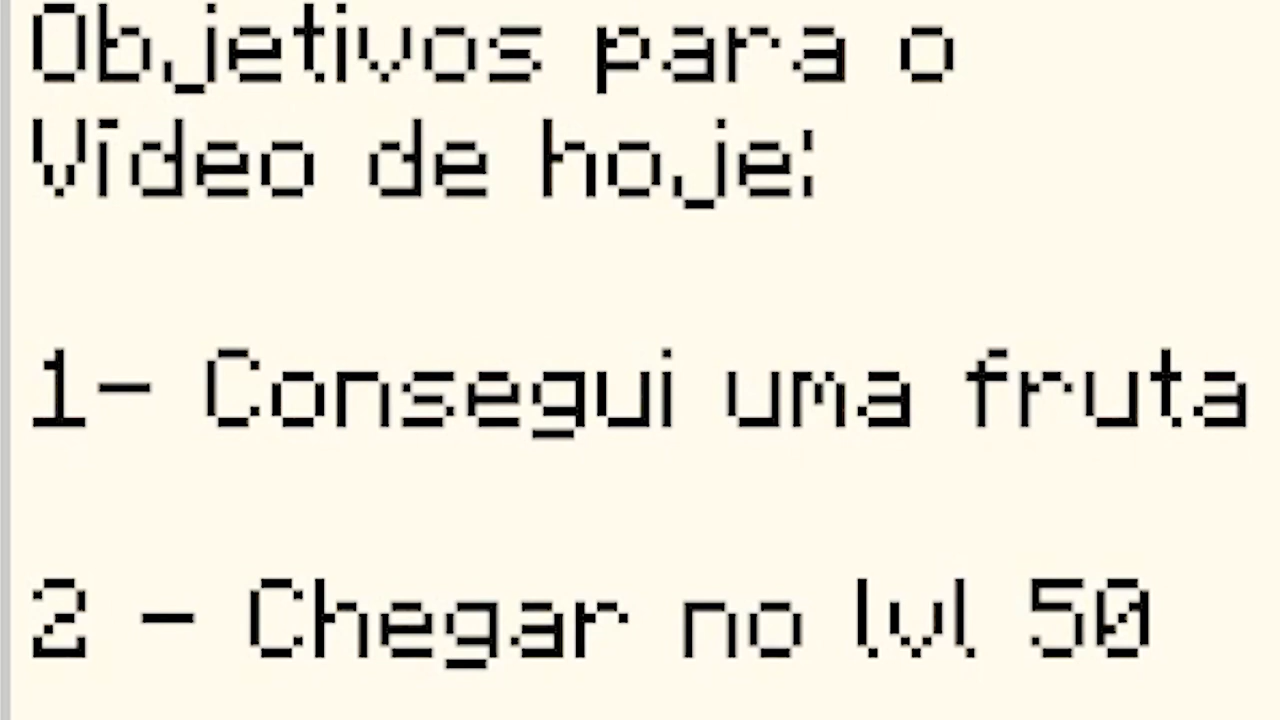 Objetivos para o
Vídeo de hoje:
1- Consegui uma fruta
2 - Chegar no lvl 50